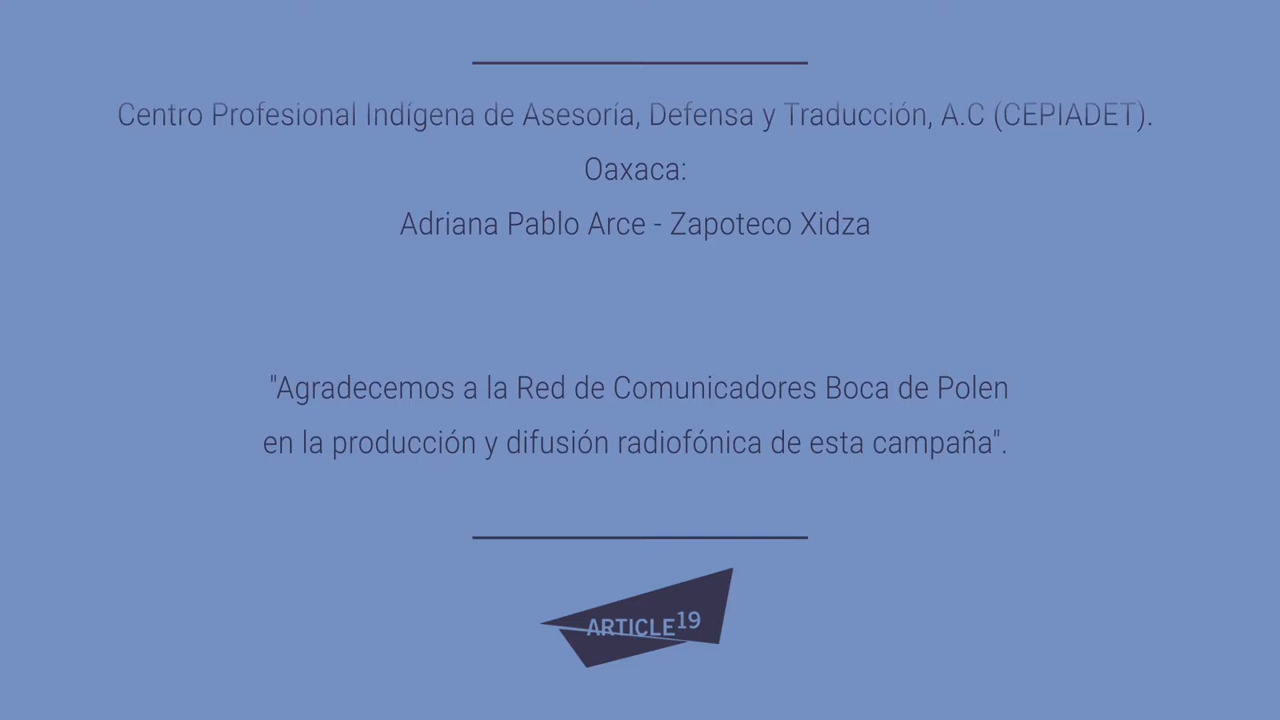 Centro Profesional Indígena de Asesoría, Defensa y Traducción, A.C (CEPIADET).
Oaxaca:
Adriana Pablo Arce - Zapoteco Xidza
"Agradecemos a la Red de Comunicadores Boca de Polen
en la producción y difusión radiofónica de esta campaña".
ARTICLE19